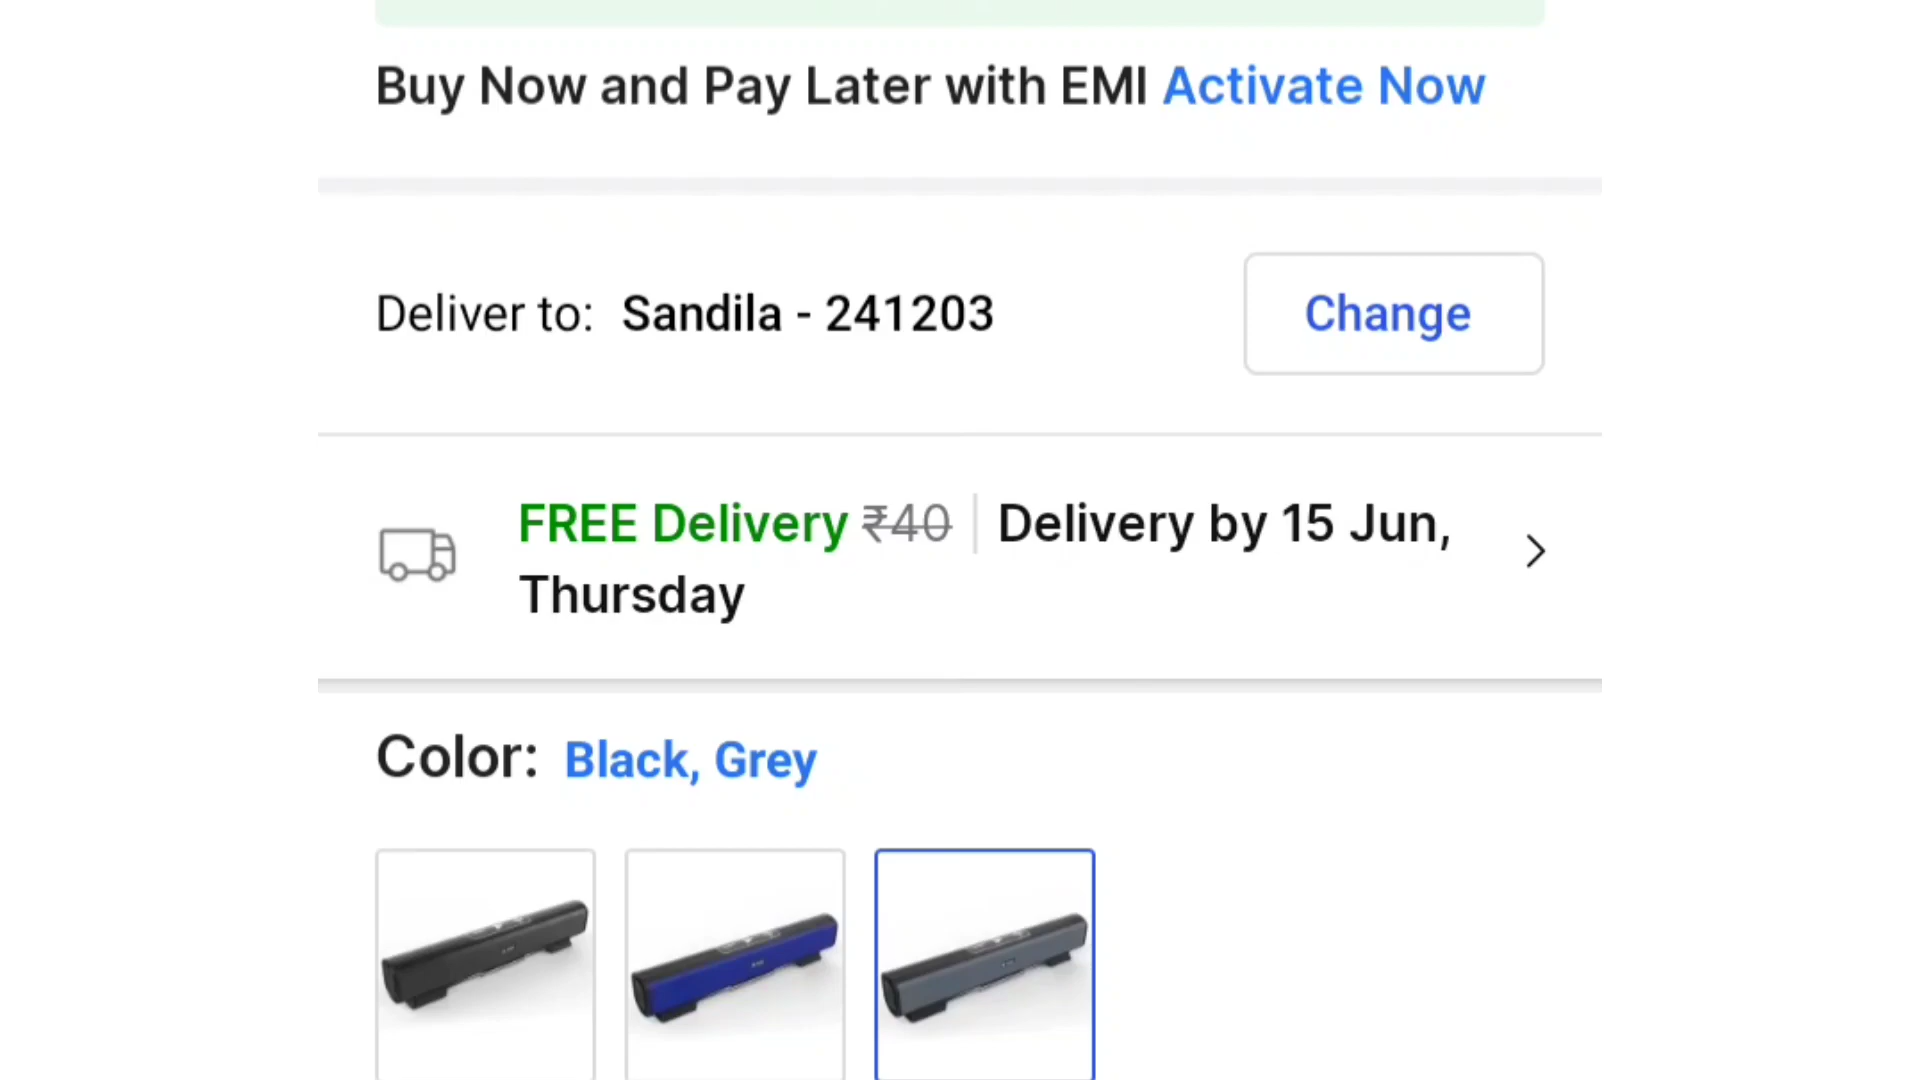 Buy Now and Pay Later with EMI Activate Now
Deliver to: Sandila - 241203
Change
FREE Delivery ₹40 Delivery by 15 Jun,
Thursday
Color: Black, Grey